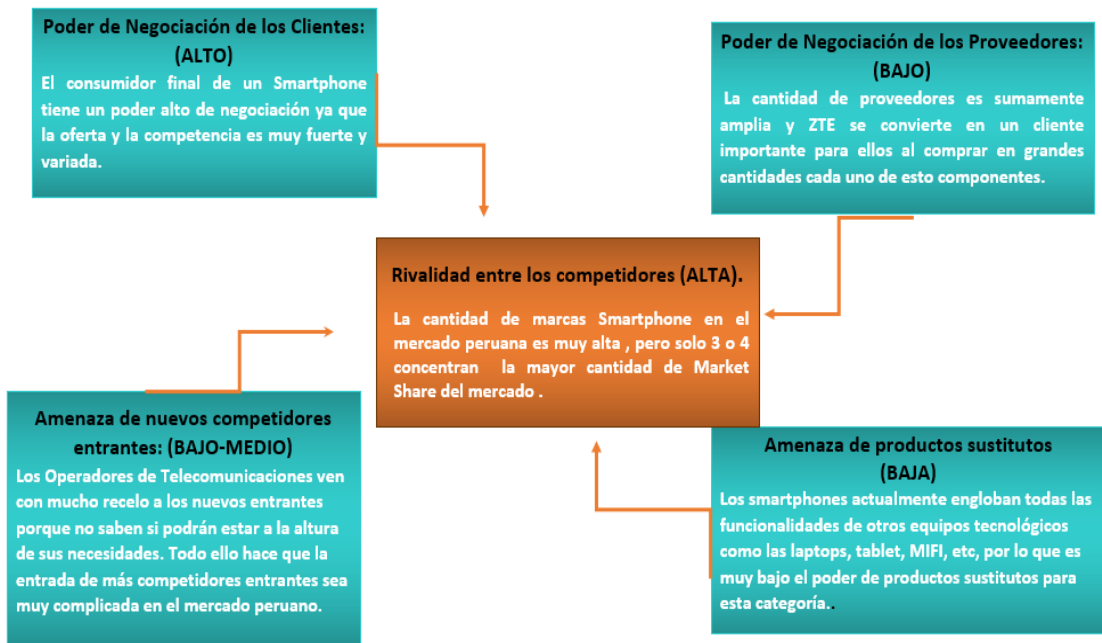 Poder de Negociación de los Clientes:
(ALTO)
El consumidor final de un Smartphone
tiene un poder alto de negociación ya que
la oferta y la competencia es muy fuerte y
variada.
Poder de Negociación de los Proveedores:
(BAJO)
La cantidad de proveedores es sumamente
amplia y ZTE se convierte en un cliente
importante para ellos al comprar en grandes
cantidades cada uno de esto componentes.
Rivalidad entre los competidores (ALTA).
La cantidad de marcas Smartphone en el
mercado peruana es muy alta , pero solo 3 o 4
concentran la mayor cantidad de Market
Share del mercado .
Amenaza de nuevos competidores
entrantes: (BAJO-MEDIO)
Los Operadores de Telecomunicaciones ven
con mucho recelo a los nuevos entrantes
porque no saben si podrán estar a la altura
de sus necesidades. Todo ello hace que la
entrada de más competidores entrantes sea
muy complicada en el mercado peruano.
Amenaza de productos sustitutos
(BAJA)
Los smartphones actualmente engloban todas las
funcionalidades de otros equipos tecnológicos
como las laptops, tablet, MIFI, etc, por lo que es
muy bajo el poder de productos sustitutos para
esta categoría..